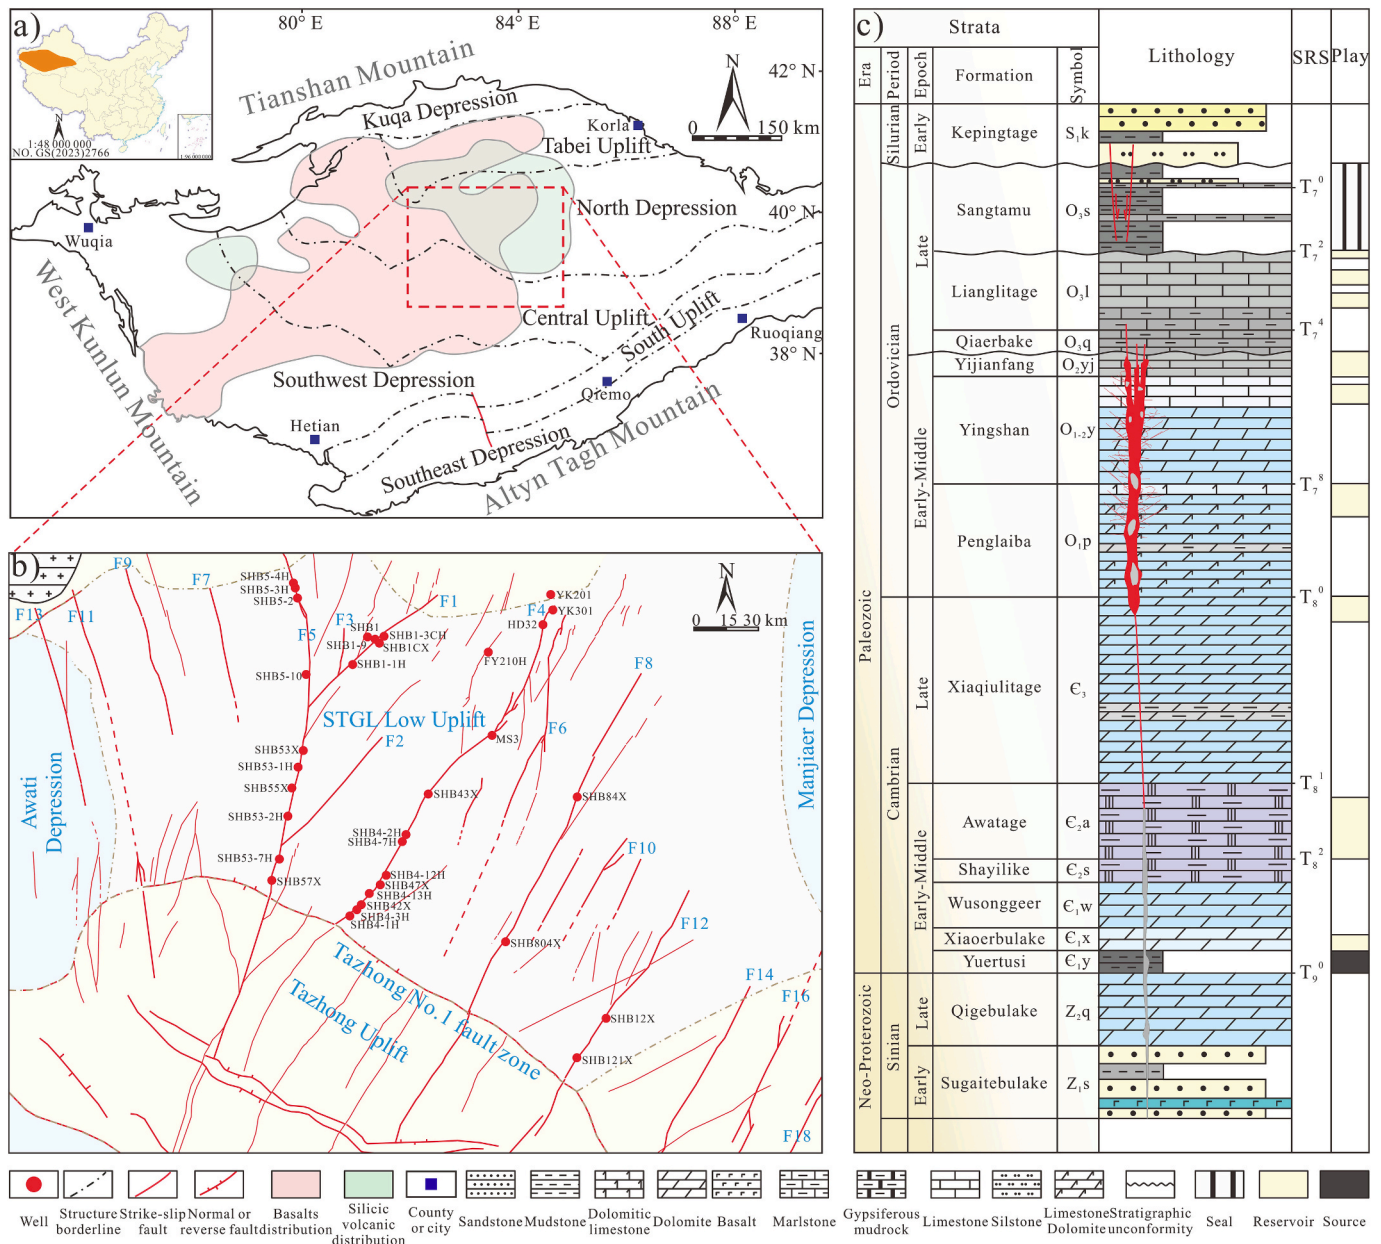 a)
80° E
84° E
88° E
N
1:48 000 000
NO. GS(2023)2766
1:96 000 000
Tianshan Mountain
Kuqa Depression
Korla
Tabei Uplift
N
0 150 km
42° N
North Depression
40° N
Wuqia
West Kunlun Mountain
Central Uplift
South Uplift
Ruoqiang
38° N
Southwest Depression
Qiemo
Hetian
Southeast Depression
Altyn Tagh Mountain
b)
F9
F7
F13
F11
SHB5-4H
SHB5-3H
SHB5-2
F5
F3
F1
SHB1
SHB1-3CH
SHB1-9
SHB1CX
SHB1-1H
F4
YK201
YK301
HD32
FY210H
N
0 15 30 km
F8
SHB5-10
STGL Low Uplift
F2
F6
MS3
Manjiaer Depression
SHB53X
SHB53-1H
SHB55X
SHB43X
SHB84X
Awati
Depression
SHB53-2H
SHB4-2H
SHB4-7H
F10
SHB53-7H
SHB57X
SHB4-12H
SHB47X
SHB4-13H
SHB42X
SHB4-3H
SHB4-1H
F12
SHB804X
Tazhong No.1 fault zone
Tazhong Uplift
F14
F16
SHB12X
SHB121X
F18
c)
Strata
Era
Period
Epoch
Formation
Symbol
Lithology
SRS
Play
Paleozoic
Neo-Proterozoic
Silurian
Ordovician
Cambrian
Sinian
Early
Late
Early-Middle
Late
Early-Middle
Late
Early
Kepingtage S₁k
Sangtamu O₃s
Lianglitage O₃l
Qiaerbake O₃q
Yijianfang O₂yj
Yingshan O₁₋₂y
Penglaiba O₁p
Xiaqiulitage Є₃
Awatage Є₂a
Shayilike Є₂s
Wusonggeer Є₁w
Xiaoerbulake Є₁x
Yuertusi Є₁y
Qigebulake Z₂q
Sugaitebulake Z₁s
T₇⁰
T₇²
T₇⁴
T₇⁸
T₈⁰
T₈¹
T₈²
T₉⁰
Well
Structure
borderline
Strike-slip
fault
Normal or
reverse fault
Basalts
distribution
Silicic
volcanic
distribution
County
or city
Sandstone
Mudstone
Dolomitic
limestone
Dolomite
Basalt
Marlstone
Gypsiferous
mudrock
Limestone
Silstone
Limestone
Dolomite
Stratigraphic
unconformity
Seal
Reservoir
Source